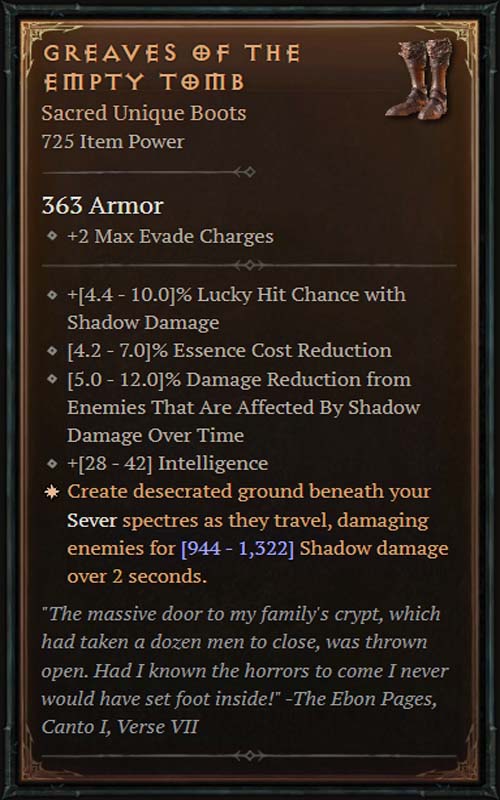 GREAVES OF THE
EMPTY TOMB
Sacred Unique Boots
725 Item Power
363 Armor
+2 Max Evade Charges
+[4.4 - 10.0]% Lucky Hit Chance with
Shadow Damage
[4.2 - 7.0]% Essence Cost Reduction
[5.0 - 12.0]% Damage Reduction from
Enemies That Are Affected By Shadow
Damage Over Time
+[28 - 42] Intelligence
Create desecrated ground beneath your
Sever spectres as they travel, damaging
enemies for [944 - 1,322] Shadow damage
over 2 seconds.
"The massive door to my family's crypt, which
had taken a dozen men to close, was thrown
open. Had I known the horrors to come I never
would have set foot inside!" -The Ebon Pages,
Canto I, Verse VII